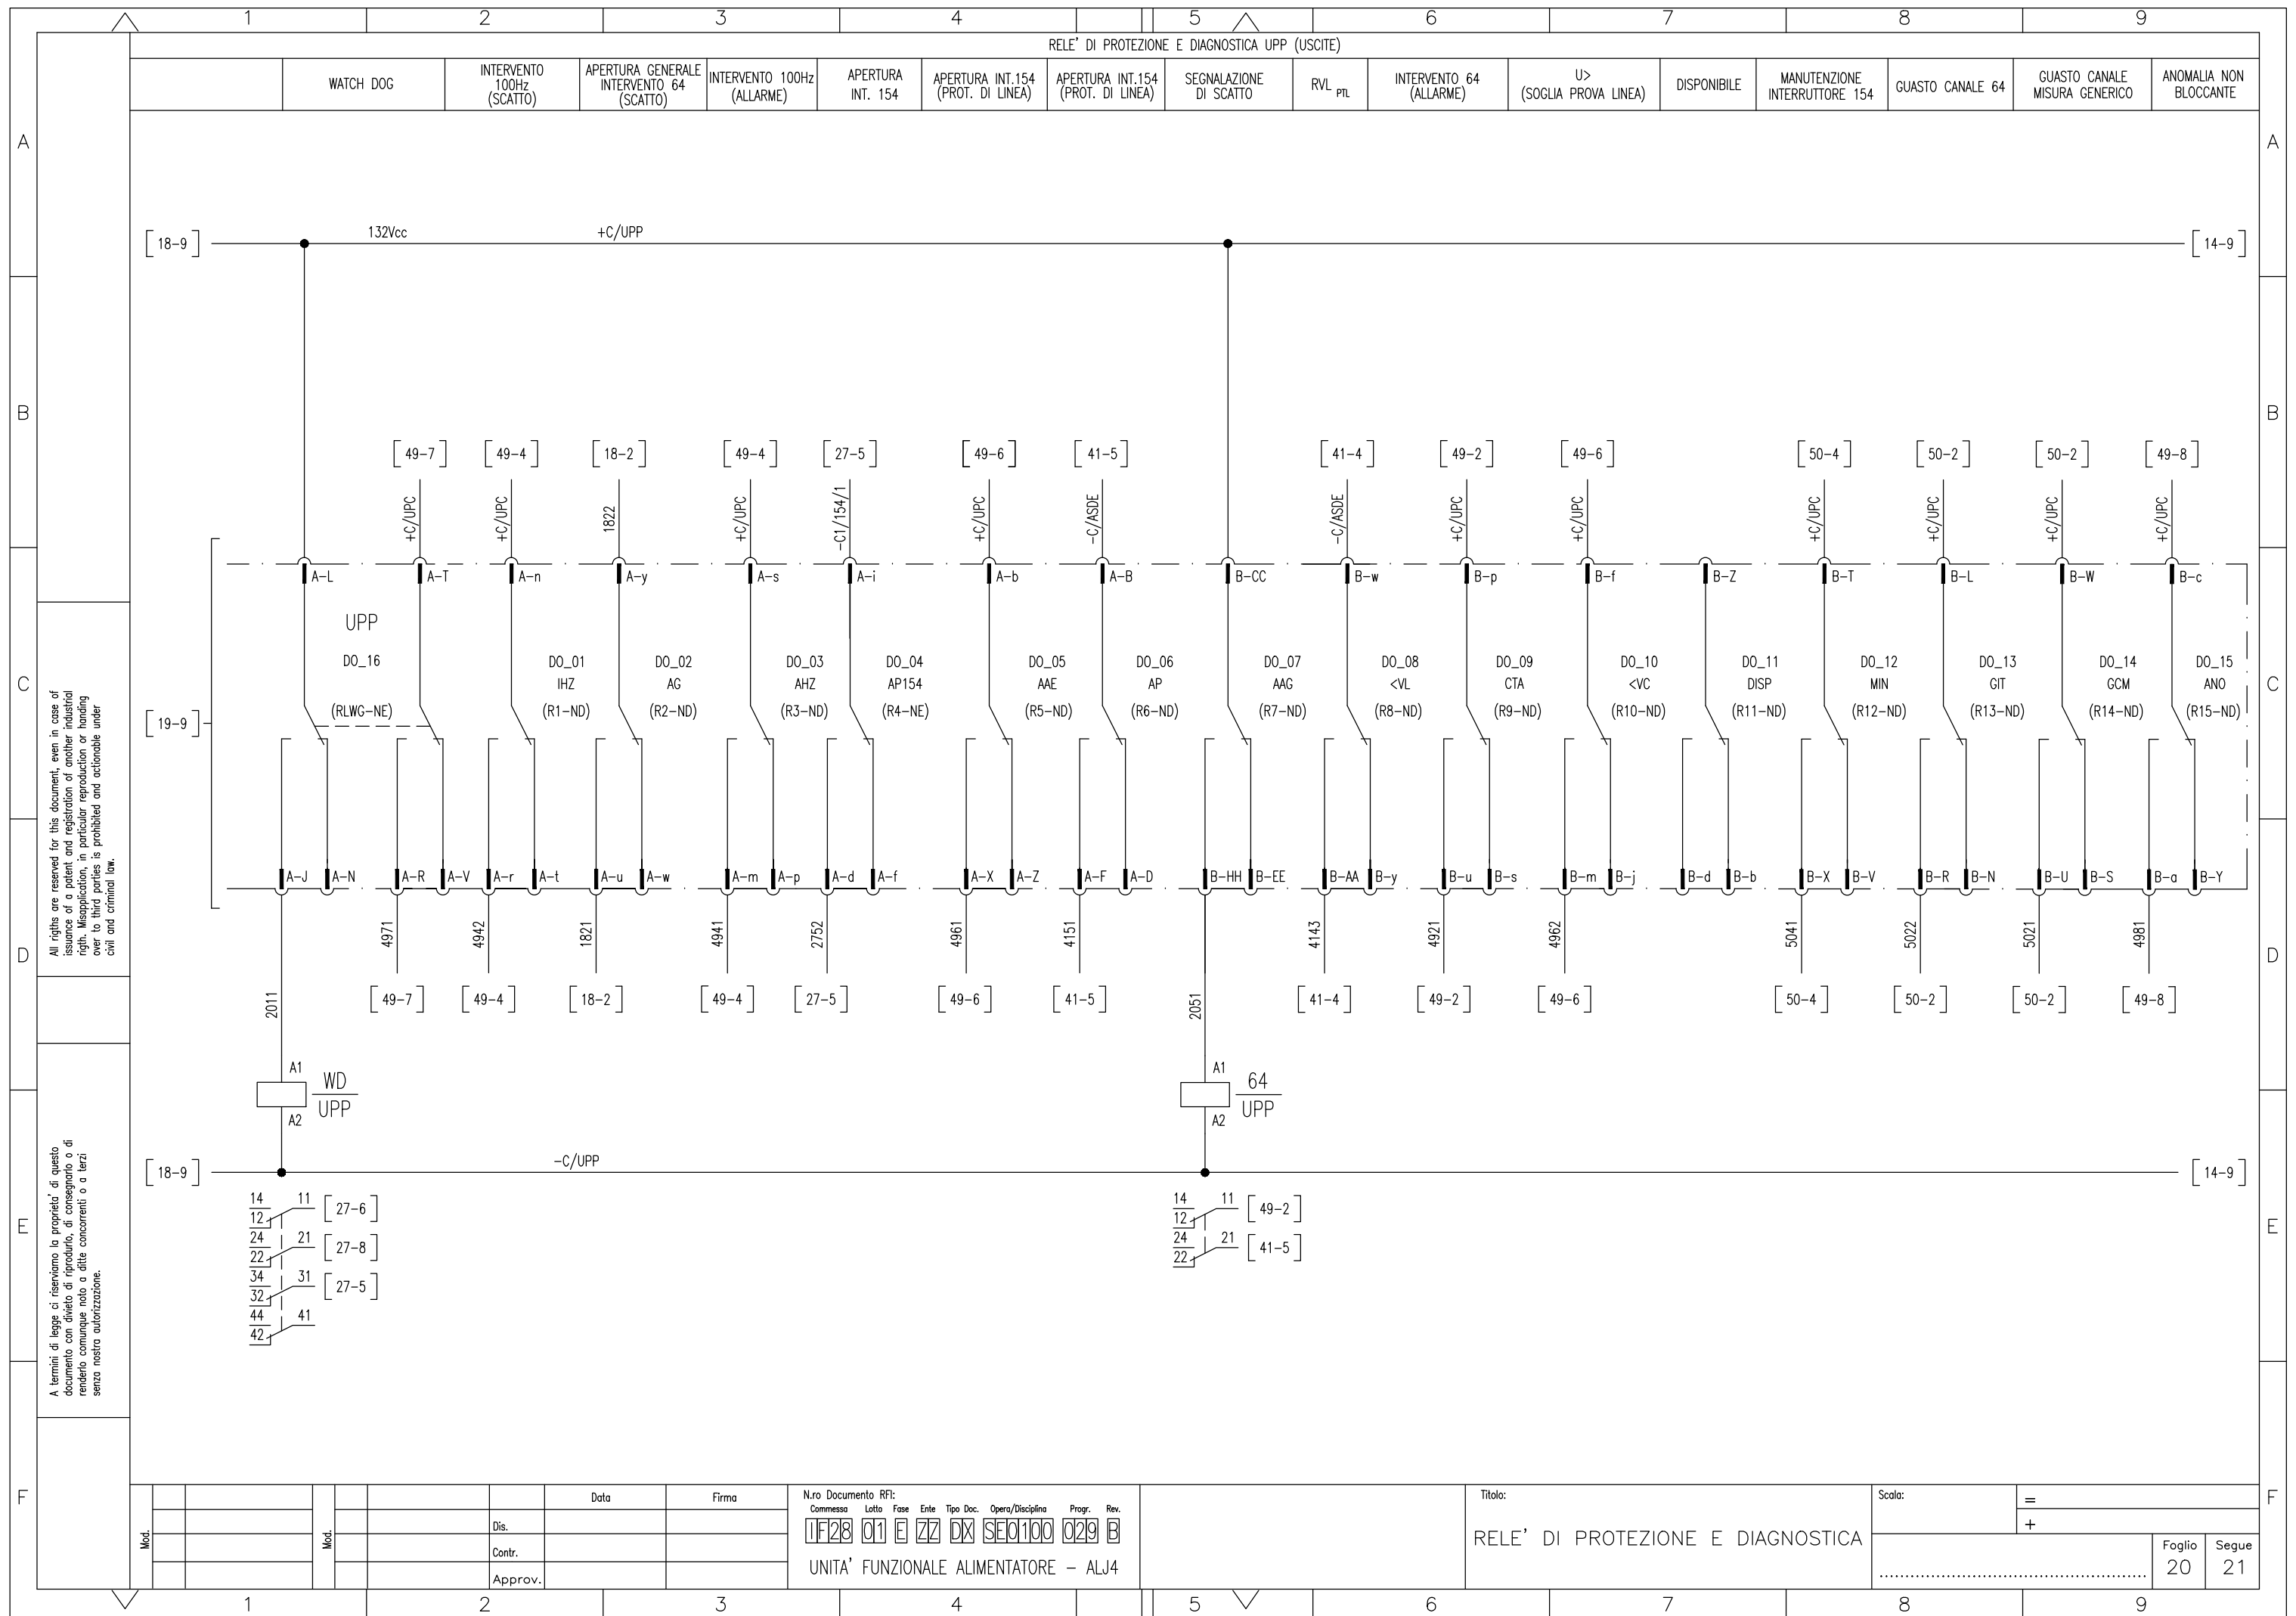 1 2 3 4 5 6 7 8 9
RELE' DI PROTEZIONE E DIAGNOSTICA UPP (USCITE)
WATCH DOG
INTERVENTO
100Hz
(SCATTO)
APERTURA GENERALE
INTERVENTO 64
(SCATTO)
INTERVENTO 100Hz
(ALLARME)
APERTURA
INT. 154
APERTURA INT.154
(PROT. DI LINEA)
APERTURA INT.154
(PROT. DI LINEA)
SEGNALAZIONE
DI SCATTO
RVL PTL
INTERVENTO 64
(ALLARME)
U>
(SOGLIA PROVA LINEA)
DISPONIBILE
MANUTENZIONE
INTERRUTTORE 154
GUASTO CANALE 64
GUASTO CANALE
MISURA GENERICO
ANOMALIA NON
BLOCCANTE
A A
[18-9] 132Vcc +C/UPP [14-9]
B B
[49-7] [49-4] [18-2] [49-4] [27-5] [49-6] [41-5] [41-4] [49-2] [49-6] [50-4] [50-2] [50-2] [49-8]
+C/UPC +C/UPC 1822 +C/UPC -C1/154/1 +C/UPC -C/ASDE -C/ASDE +C/UPC +C/UPC +C/UPC +C/UPC +C/UPC +C/UPC
A-L A-T A-n A-y A-s A-i A-b A-B B-CC B-w B-p B-f B-Z B-T B-L B-W B-c
UPP
DO_16 DO_01 DO_02 DO_03 DO_04 DO_05 DO_06 DO_07 DO_08 DO_09 DO_10 DO_11 DO_12 DO_13 DO_14 DO_15
C IHZ AG AHZ AP154 AAE AP AAG <VL CTA <VC DISP MIN GIT GCM ANO C
(RLWG-NE) (R1-ND) (R2-ND) (R3-ND) (R4-NE) (R5-ND) (R6-ND) (R7-ND) (R8-ND) (R9-ND) (R10-ND) (R11-ND) (R12-ND) (R13-ND) (R14-ND) (R15-ND)
[19-9]
A-J A-N A-R A-V A-r A-t A-u A-w A-m A-p A-d A-f A-X A-Z A-F A-D B-HH B-EE B-AA B-y B-u B-s B-m B-j B-d B-b B-X B-V B-R B-N B-U B-S B-a B-Y
4971 4942 1821 4941 2752 4961 4151 4143 4921 4962 5041 5022 5021 4981
D D
[49-7] [49-4] [18-2] [49-4] [27-5] [49-6] [41-5] [41-4] [49-2] [49-6] [50-4] [50-2] [50-2] [49-8]
2011 2051
A1 A1
WD
UPP
64
UPP
A2 A2
[18-9] -C/UPP [14-9]
14 11 [27-6]
12
24 21 [27-8]
22
34 31 [27-5]
32
44 41
42
14 11 [49-2]
12
24 21 [41-5]
22
E E
All rigths are reserved for this document, even in case of
issuance of a patent and registration of another industrial
rigth. Misapplication, in particular reproduction or handing
over to third parties is prohibited and actionable under
civil and criminal law.
A termini di legge ci riserviamo la proprieta' di questo
documento con divieto di riprodurlo, di consegnarlo o di
renderlo comunque noto a ditte concorrenti o a terzi
senza nostra autorizzazione.
F F
Mod. Mod.
Data Firma
Dis.
Contr.
Approv.
N.ro Documento RFI:
Commessa Lotto Fase Ente Tipo Doc. Opera/Disciplina Progr. Rev.
IF28 01 E ZZ DX SE0100 029 B
UNITA' FUNZIONALE ALIMENTATORE - ALJ4
Titolo:
RELE' DI PROTEZIONE E DIAGNOSTICA
Scala:
=
+
Foglio Segue
20 21
1 2 3 4 5 6 7 8 9